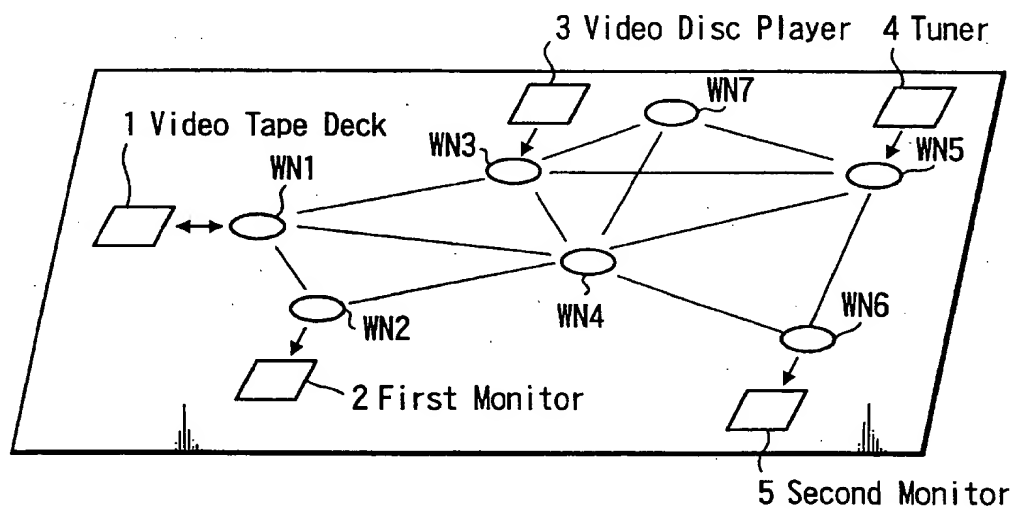 3 Video Disc Player
4 Tuner
WN7
1 Video Tape Deck
WN3
WN5
WN1
WN4
WN6
WN2
2 First Monitor
5 Second Monitor